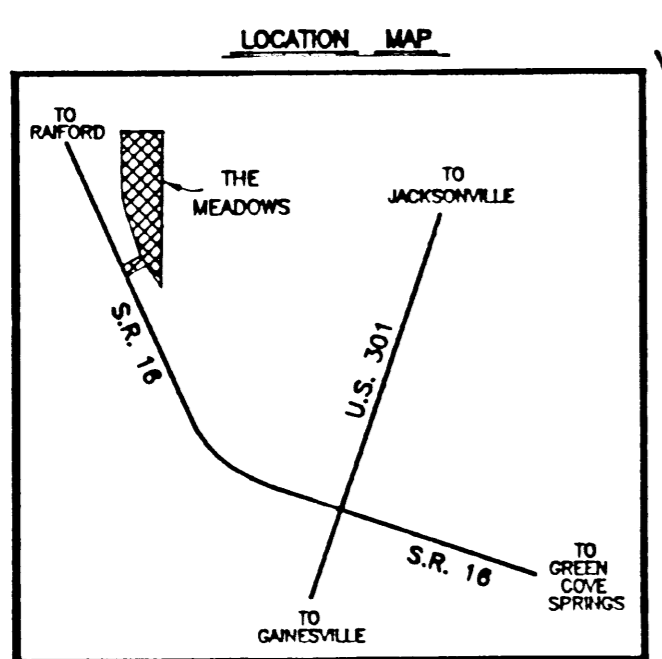 LOCATION MAP
TO
RAIFORD
THE
MEADOWS
TO
JACKSONVILLE
S.R. 16
U.S. 301
S.R. 16
TO
GREEN
COVE
SPRINGS
TO
GAINESVILLE